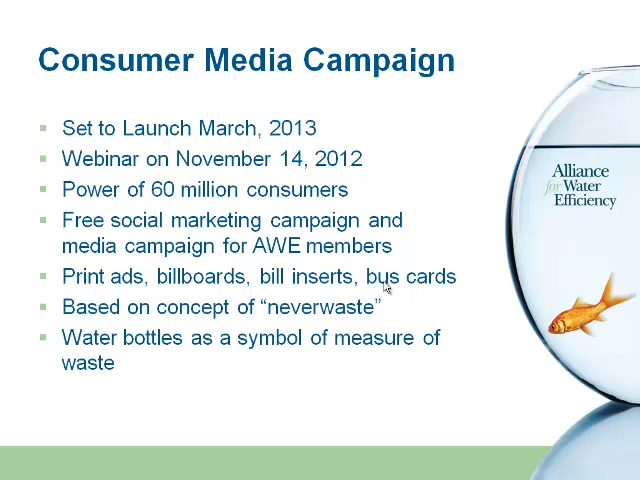 Consumer Media Campaign
Set to Launch March, 2013
Webinar on November 14, 2012
Power of 60 million consumers
Free social marketing campaign and
media campaign for AWE members
Print ads, billboards, bill inserts, bus cards
Based on concept of “neverwaste”
Water bottles as a symbol of measure of
waste
Alliance
for Water
Efficiency